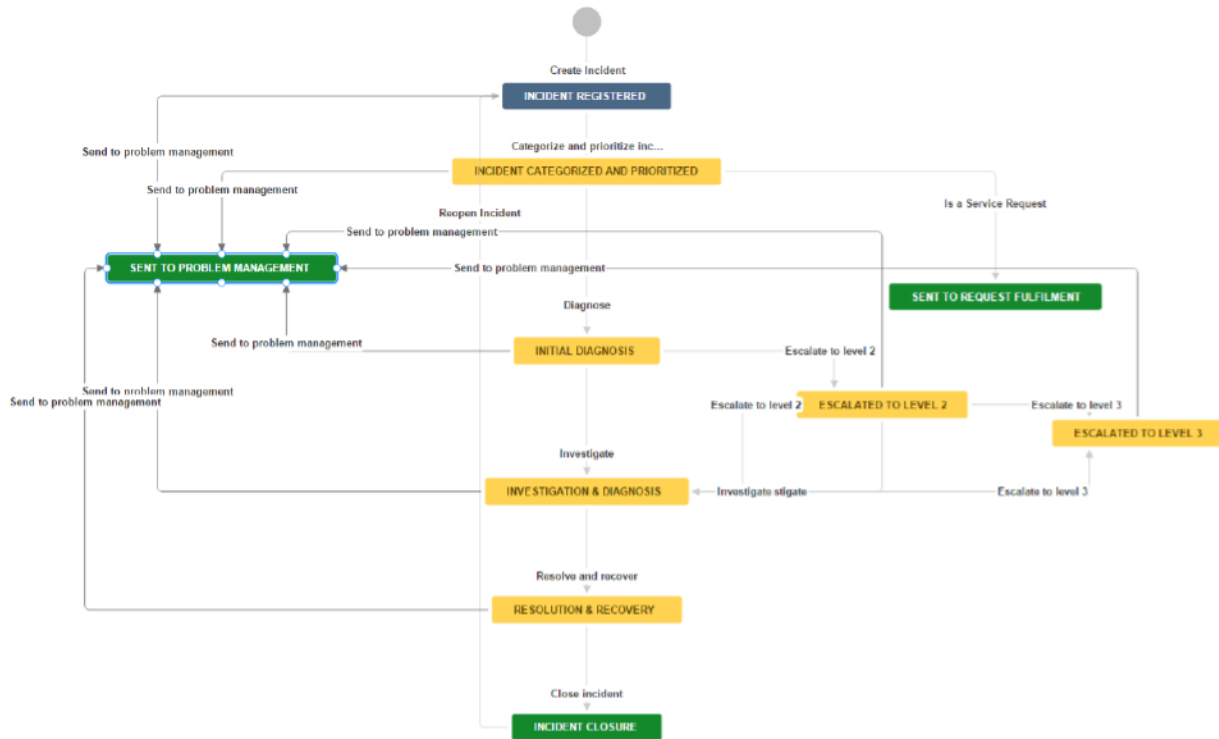 Create Incident
INCIDENT REGISTERED
Categorize and prioritize inc...
Send to problem management
INCIDENT CATEGORIZED AND PRIORITIZED
Send to problem management
Is a Service Request
Reopen Incident
Send to problem management
SENT TO PROBLEM MANAGEMENT
Send to problem management
SENT TO REQUEST FULFILMENT
Diagnose
Send to problem management
INITIAL DIAGNOSIS
Escalate to level 2
Send to problem management
Send to problem management
Escalate to level 2
ESCALATED TO LEVEL 2
Escalate to level 3
ESCALATED TO LEVEL 3
Investigate
INVESTIGATION & DIAGNOSIS
Investigate stigate
Escalate to level 3
Resolve and recover
RESOLUTION & RECOVERY
Close incident
INCIDENT CLOSURE